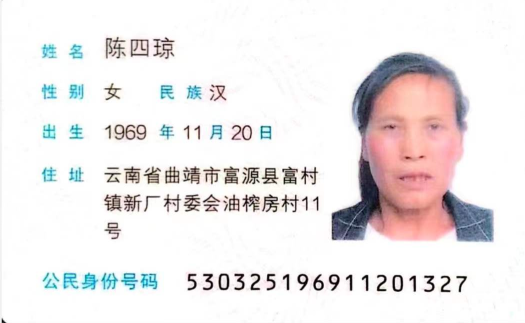 姓名 陈四琼
性别 女 民族 汉
出生 1969 年 11 月 20 日
住址 云南省曲靖市富源县富村
镇新厂村委会油榨房村11
号
公民身份号码 530325196911201327